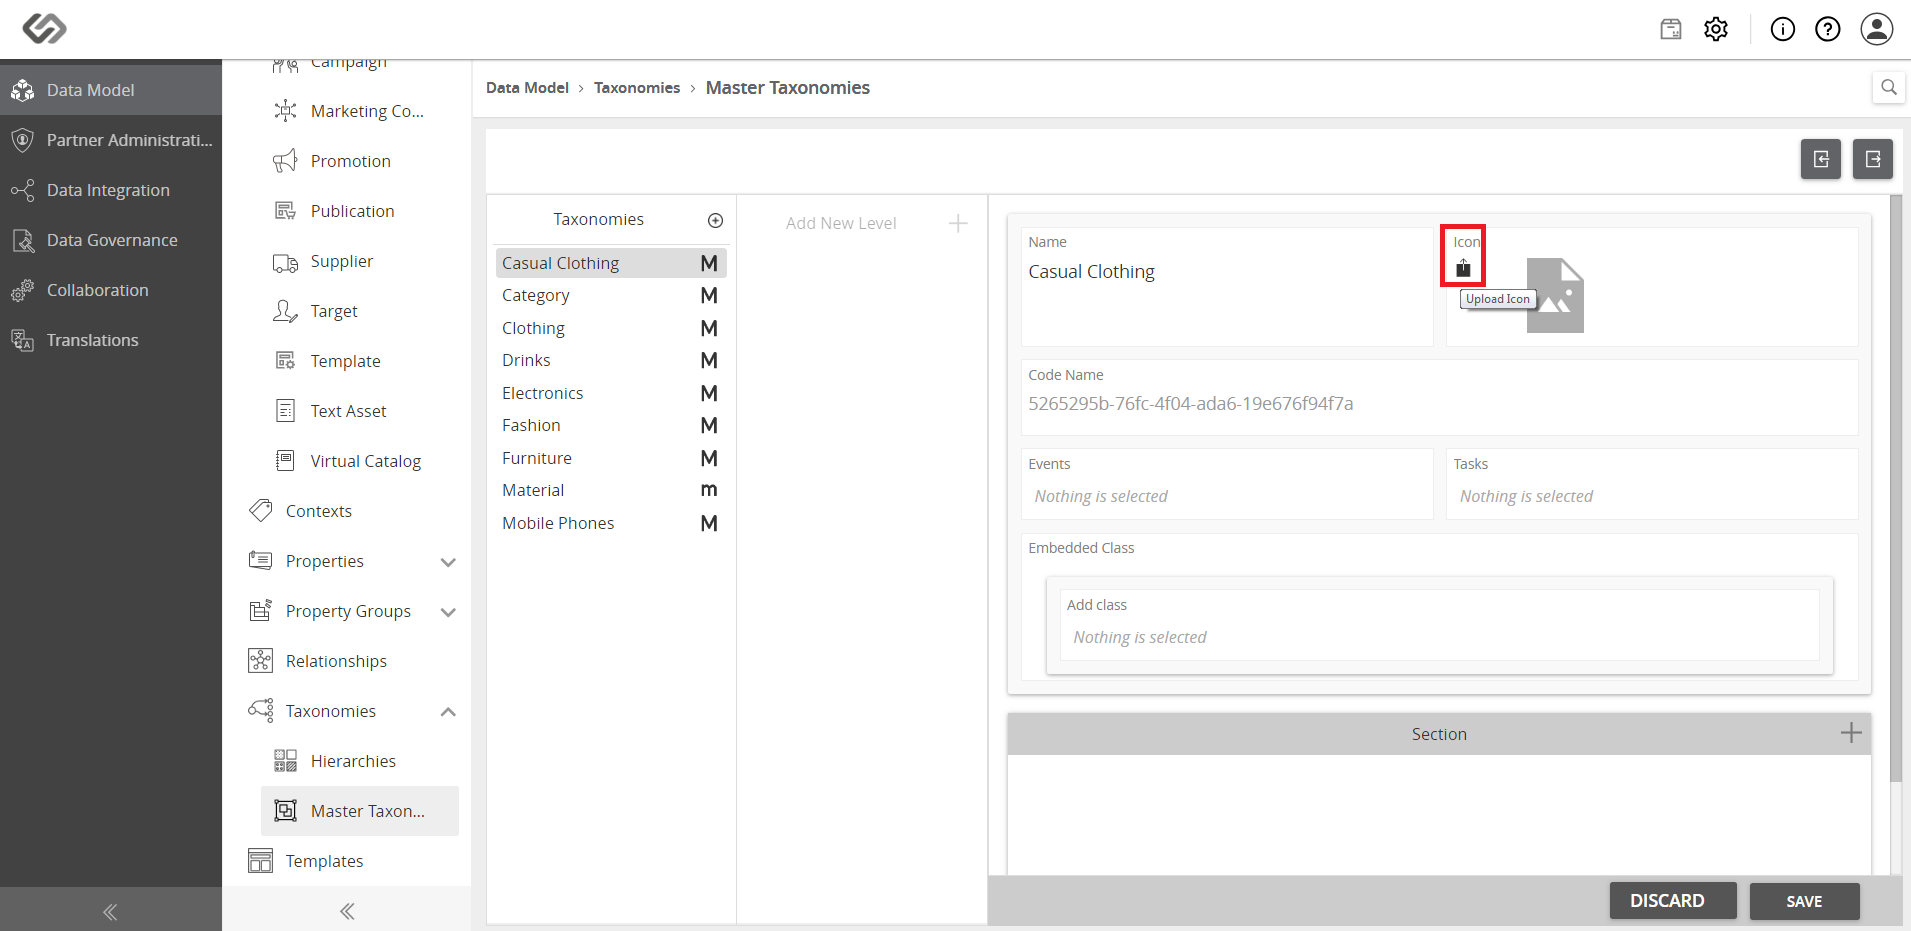 Data Model
Partner Administrati...
Data Integration
Data Governance
Collaboration
Translations
Campaign
Marketing Co...
Promotion
Publication
Supplier
Target
Template
Text Asset
Virtual Catalog
Contexts
Properties
Property Groups
Relationships
Taxonomies
Hierarchies
Master Taxon...
Templates
Data Model > Taxonomies > Master Taxonomies
Taxonomies
Casual Clothing M
Category M
Clothing M
Drinks M
Electronics M
Fashion M
Furniture M
Material m
Mobile Phones M
Add New Level
Name
Casual Clothing
Icon
Upload Icon
Code Name
5265295b-76fc-4f04-ada6-19e676f94f7a
Events
Nothing is selected
Tasks
Nothing is selected
Embedded Class
Add class
Nothing is selected
Section
DISCARD
SAVE